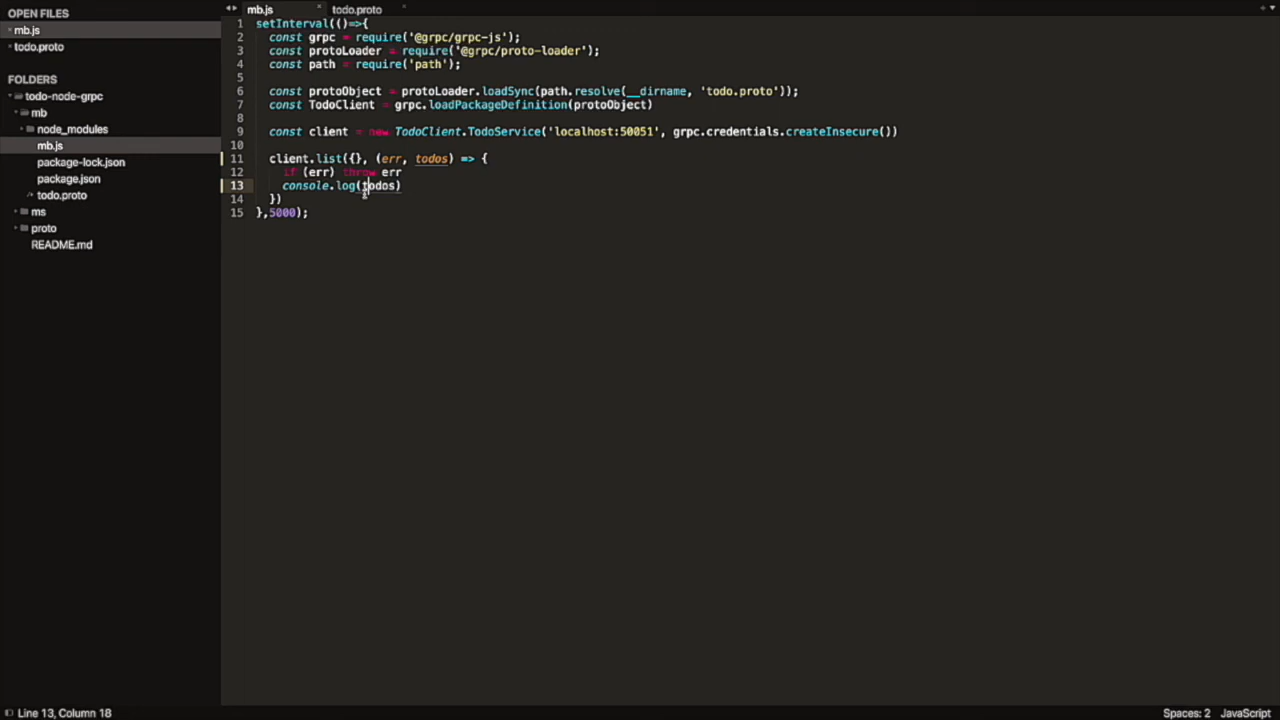 OPEN FILES
mb.js
todo.proto
FOLDERS
todo-node-grpc
mb
node_modules
mb.js
package-lock.json
package.json
todo.proto
ms
proto
README.md
mb.js
todo.proto
1 setInterval(()=>{
2 const grpc = require('@grpc/grpc-js');
3 const protoLoader = require('@grpc/proto-loader');
4 const path = require('path');
5
6 const protoObject = protoLoader.loadSync(path.resolve(__dirname, 'todo.proto'));
7 const TodoClient = grpc.loadPackageDefinition(protoObject)
8
9 const client = new TodoClient.TodoService('localhost:50051', grpc.credentials.createInsecure())
10
11 client.list({}, (err, todos) => {
12 if (err) throw err
13 console.log(todos)
14 })
15 },5000);
Line 13, Column 18
Spaces: 2
JavaScript